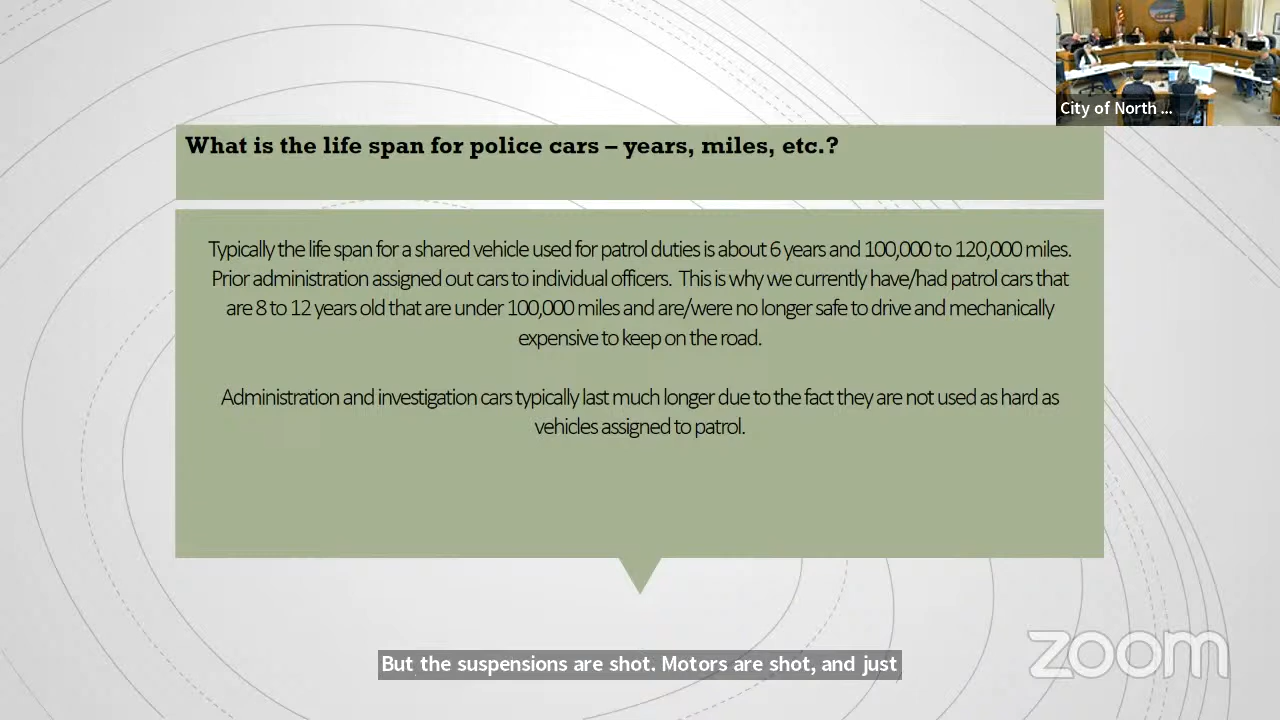 City of North ...
What is the life span for police cars – years, miles, etc.?
Typically the life span for a shared vehicle used for patrol duties is about 6 years and 100,000 to 120,000 miles.
Prior administration assigned out cars to individual officers.  This is why we currently have/had patrol cars that
are 8 to 12 years old that are under 100,000 miles and are/were no longer safe to drive and mechanically
expensive to keep on the road.
Administration and investigation cars typically last much longer due to the fact they are not used as hard as
vehicles assigned to patrol.
But the suspensions are shot. Motors are shot, and just
zoom